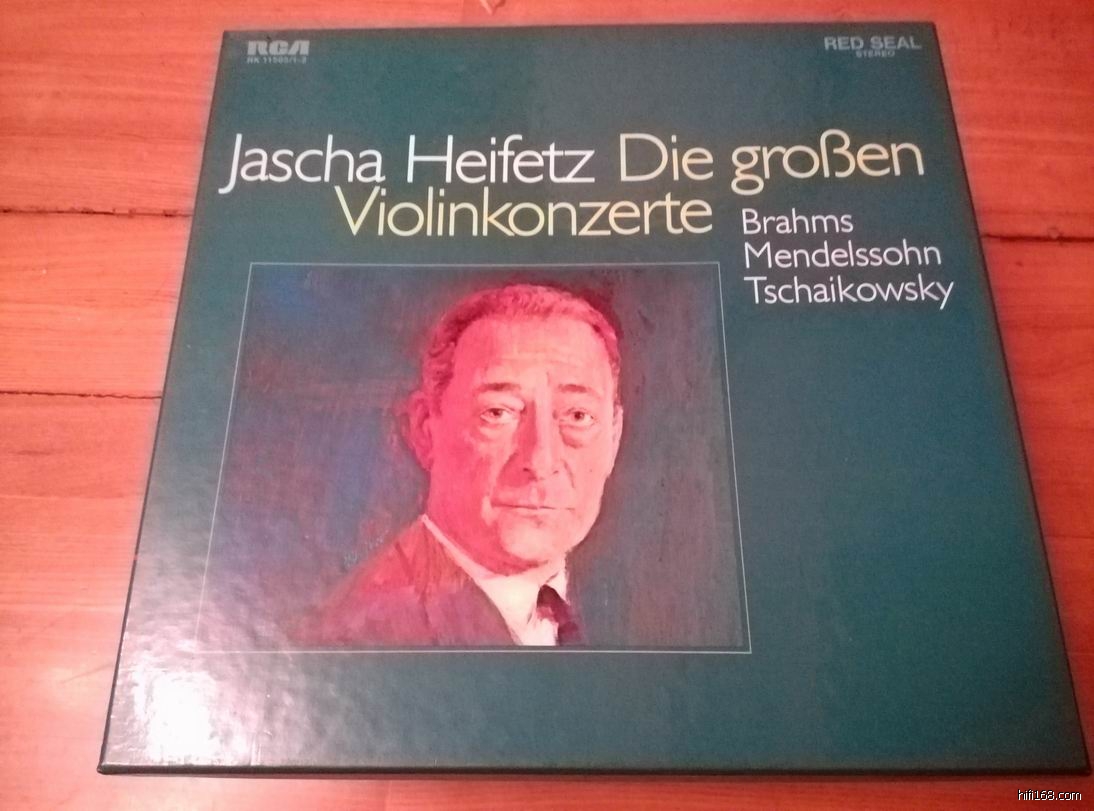 RCA
RED SEAL
STEREO
Jascha Heifetz Die großen
Violinkonzerte
Brahms
Mendelssohn
Tschaikowsky
hifi168.com